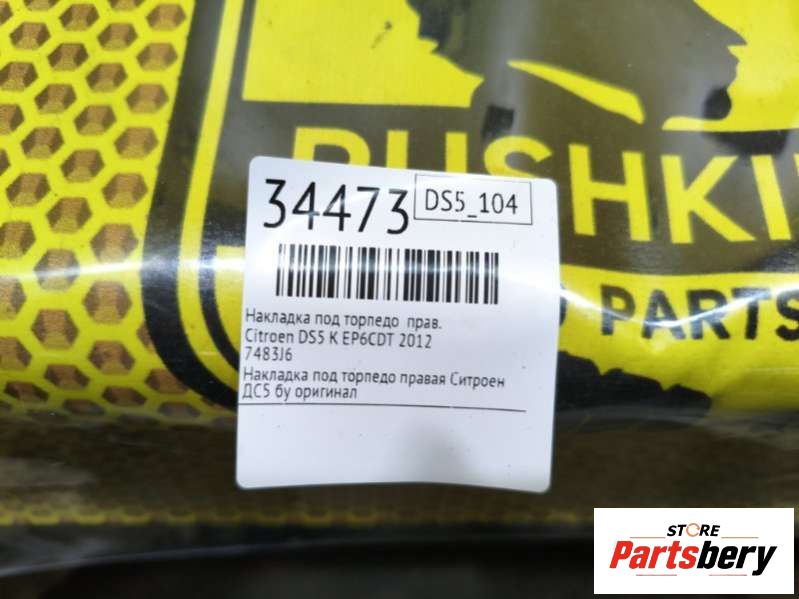 PUSHKI
34473
DS5_104
PARTS
Накладка под торпедо прав.
Citroen DS5 K EP6CDT 2012
7483J6
Накладка под торпедо правая Ситроен
ДС5 бу оригинал
STORE
Partsbery